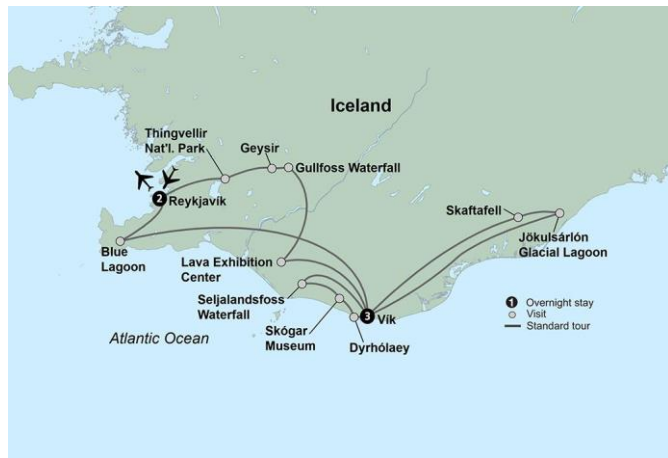 Iceland
Thingvellir
Nat'l. Park
Geysir
Gullfoss Waterfall
2
Reykjavík
Skaftafell
Jökulsárlón
Glacial Lagoon
Blue
Lagoon
Lava Exhibition
Center
Seljalandsfoss
Waterfall
3
Vík
Skógar
Museum
Dyrhólaey
Atlantic Ocean
1 Overnight stay
Visit
Standard tour